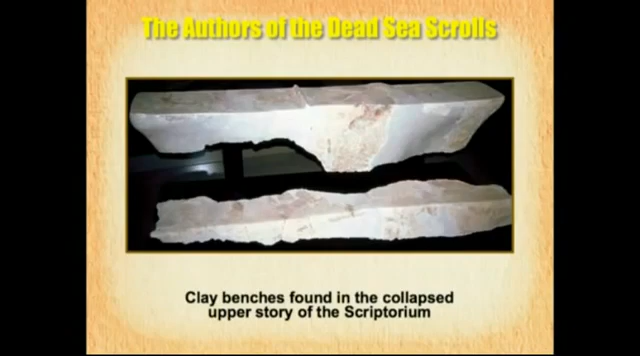 The Authors of the Dead Sea Scrolls
Clay benches found in the collapsed
upper story of the Scriptorium